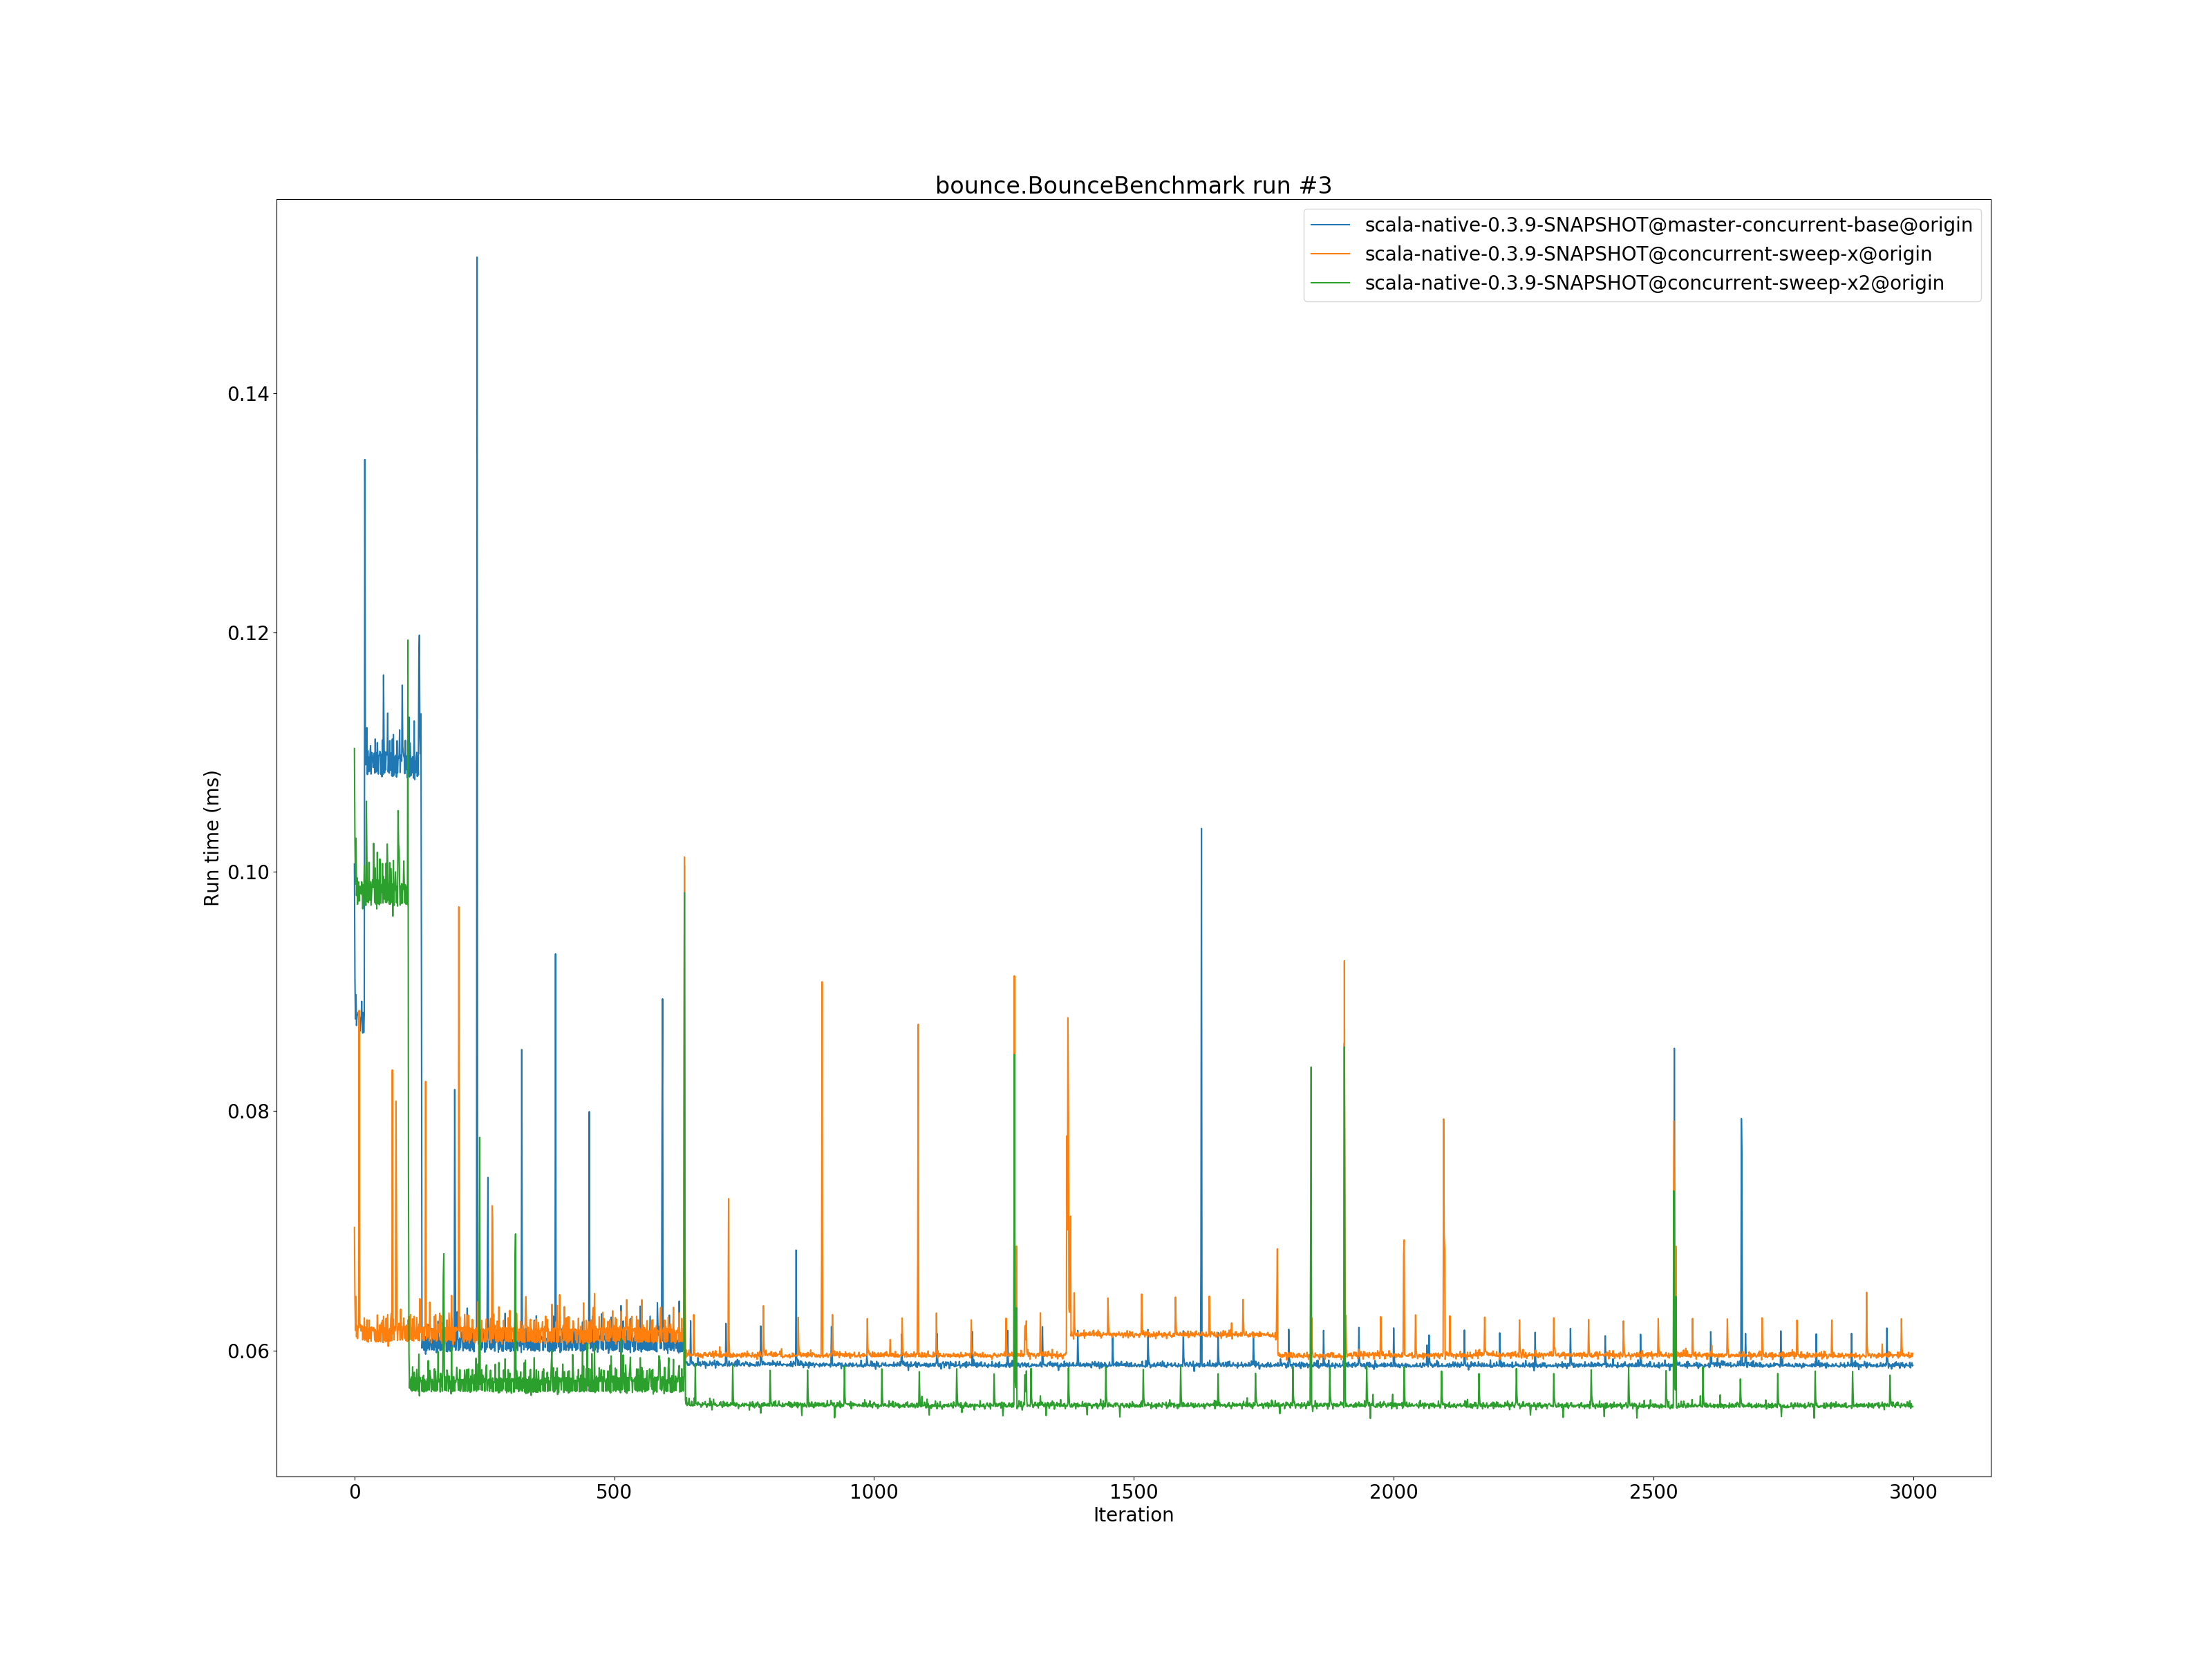 bounce.BounceBenchmark run #3
scala-native-0.3.9-SNAPSHOT@master-concurrent-base@origin
scala-native-0.3.9-SNAPSHOT@concurrent-sweep-x@origin
scala-native-0.3.9-SNAPSHOT@concurrent-sweep-x2@origin
0.14
0.12
0.10
0.08
0.06
Run time (ms)
0 500 1000 1500 2000 2500 3000
Iteration